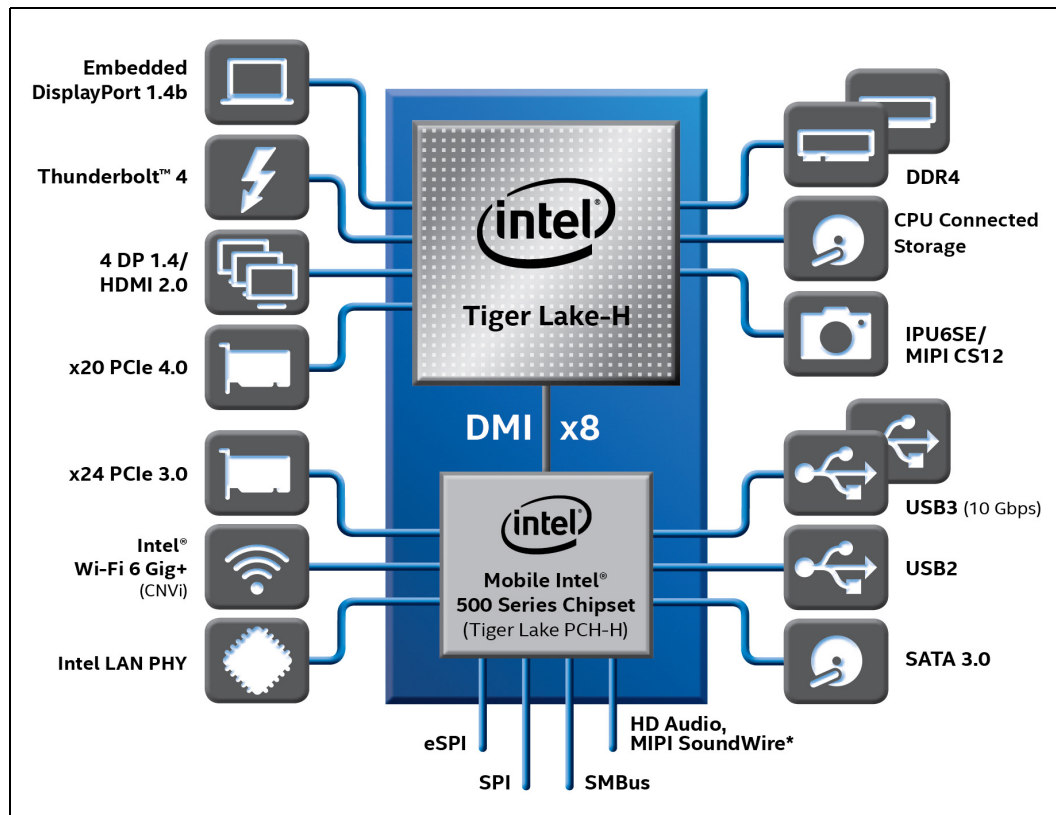 Embedded
DisplayPort 1.4b
Thunderbolt™ 4
4 DP 1.4/
HDMI 2.0
x20 PCIe 4.0
x24 PCIe 3.0
Intel®
Wi-Fi 6 Gig+
(CNVi)
Intel LAN PHY
intel®
Tiger Lake-H
DMI x8
intel®
Mobile Intel®
500 Series Chipset
(Tiger Lake PCH-H)
DDR4
CPU Connected
Storage
IPU6SE/
MIPI CS12
USB3 (10 Gbps)
USB2
SATA 3.0
eSPI
SPI
SMBus
HD Audio,
MIPI SoundWire*